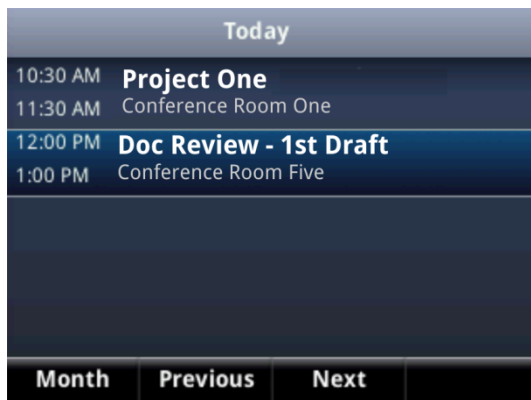 Today
10:30 AM Project One
11:30 AM Conference Room One
12:00 PM Doc Review - 1st Draft
1:00 PM Conference Room Five
Month Previous Next